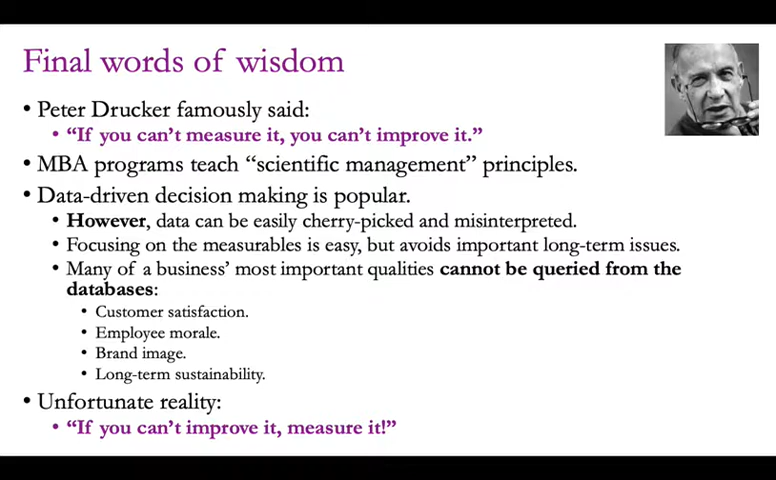 Final words of wisdom
• Peter Drucker famously said:
• “If you can’t measure it, you can’t improve it.”
• MBA programs teach “scientific management” principles.
• Data-driven decision making is popular.
• However, data can be easily cherry-picked and misinterpreted.
• Focusing on the measurables is easy, but avoids important long-term issues.
• Many of a business’ most important qualities cannot be queried from the
databases:
• Customer satisfaction.
• Employee morale.
• Brand image.
• Long-term sustainability.
• Unfortunate reality:
• “If you can’t improve it, measure it!”